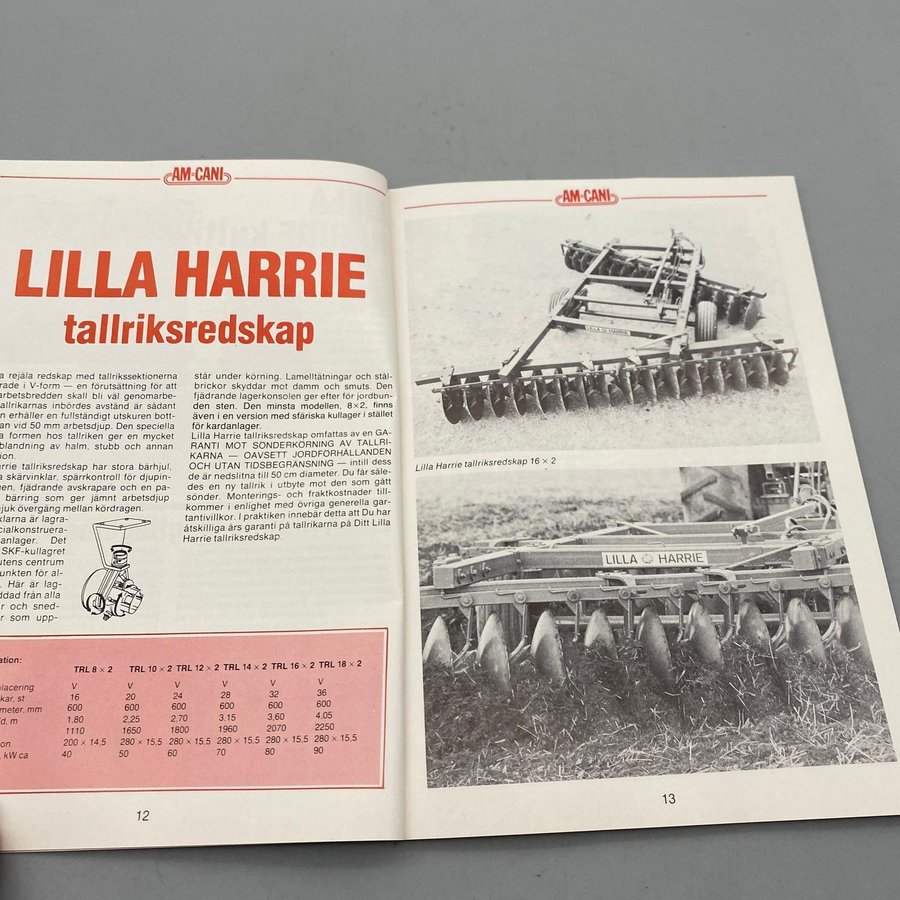 AM-CANI
LILLA HARRIE
tallriksredskap
a rejäla redskap med tallrikssektionerna
rade i V-form — en förutsättning för att
arbetsbredden skall bli väl genomarbe-
allrikarnas inbördes avstånd är sådant
n erhåller en fullständigt utskuren bott-
an vid 50 mm arbetsdjup. Den speciella
a formen hos tallriken ger en mycket
blandning av halm, stubb och annan
ion.
rrie tallriksredskap har stora bärhjul,
a skärvinklar, spärrkontroll för djupin-
gen, fjädrande avskrapare och en pa-
bärring som ger jämnt arbetsdjup
juk övergång mellan kördragen.
xlarna är lagra-
cialkonstruera-
anlager. Det
SKF-kullagret
utens centrum
unkten för al-
. Här är lag-
ddad från alla
r och sned-
r som upp-
står under körning. Lamelltätningar och stål-
brickor skyddar mot damm och smuts. Den
fjädrande lagerkonsolen ger efter för jordbun-
den sten. Den minsta modellen, 8×2, finns
även i en version med sfäriska kullager i stället
för kardanlager.
Lilla Harrie tallriksredskap omfattas av en GA-
RANTI MOT SÖNDERKÖRNING AV TALLRI-
KARNA — OAVSETT JORDFÖRHÅLLANDEN
OCH UTAN TIDSBEGRÄNSNING — intill dess
de är nedslitna till 50 cm diameter. Du får såle-
des en ny tallrik i utbyte mot den som gått
sönder. Monterings- och fraktkostnader till-
kommer i enlighet med övriga generella gar-
antivillkor. I praktiken innebär detta att Du har
åtskilliga års garanti på tallrikarna på Ditt Lilla
Harrie tallriksredskap.
ation: TRL 8 × 2 TRL 10 × 2 TRL 12 × 2 TRL 14 × 2 TRL 16 × 2 TRL 18 × 2
placering V V V V V V
kar, st 16 20 24 28 32 36
meter, mm 600 600 600 600 600 600
d, m 1,80 2,25 2,70 3,15 3,60 4,05
1110 1650 1800 1960 2070 2250
on 200 × 14,5 280 × 15,5 280 × 15,5 280 × 15,5 280 × 15,5 280 × 15,5
, kW ca 40 50 60 70 80 90
12
AM-CANI
LILLA HARRIE
Lilla Harrie tallriksredskap 16 × 2
LILLA HARRIE
13